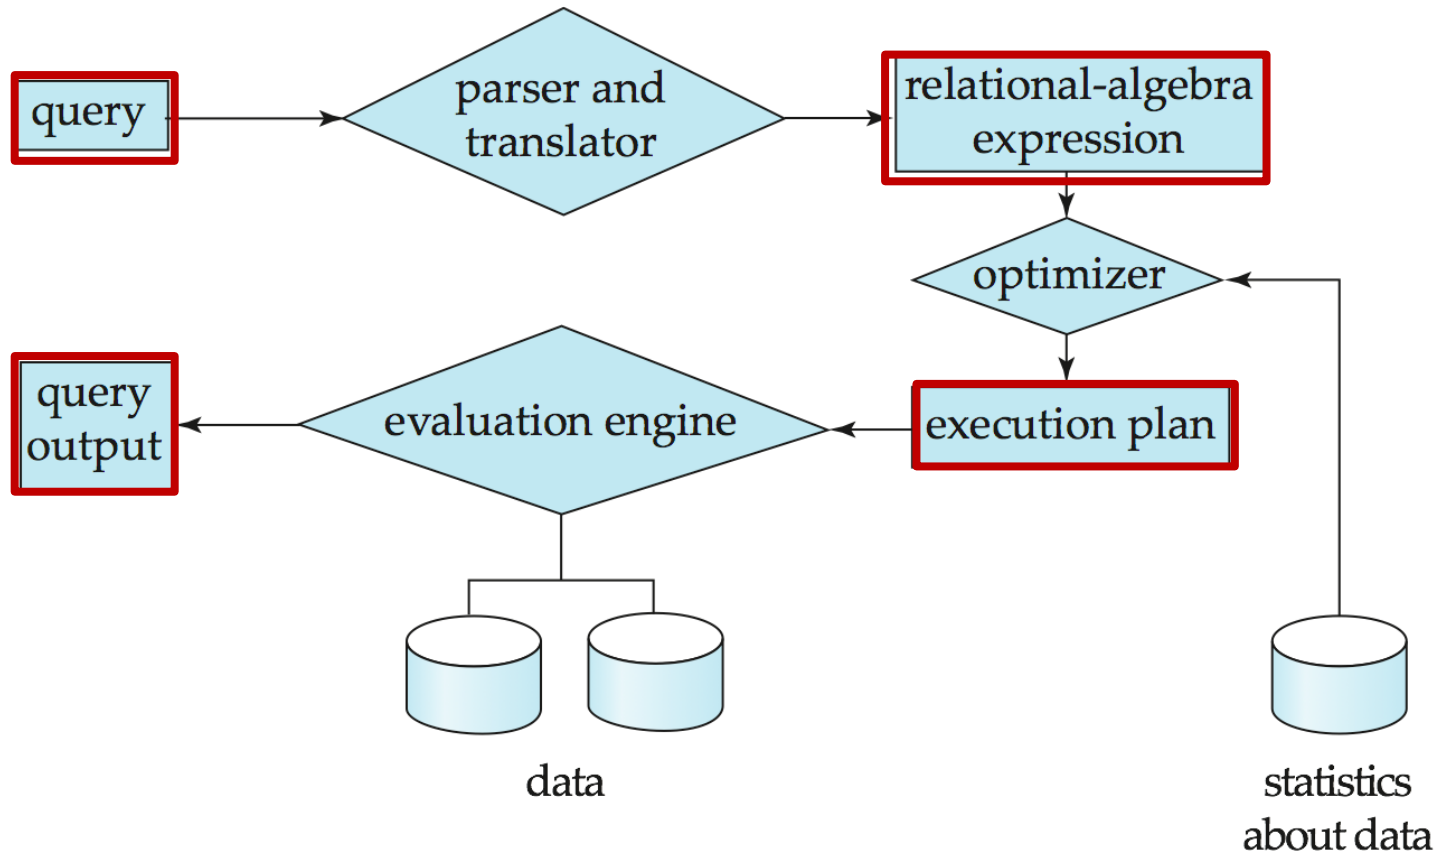 query
parser and
translator
relational-algebra
expression
optimizer
query
output
evaluation engine
execution plan
data
statistics
about data